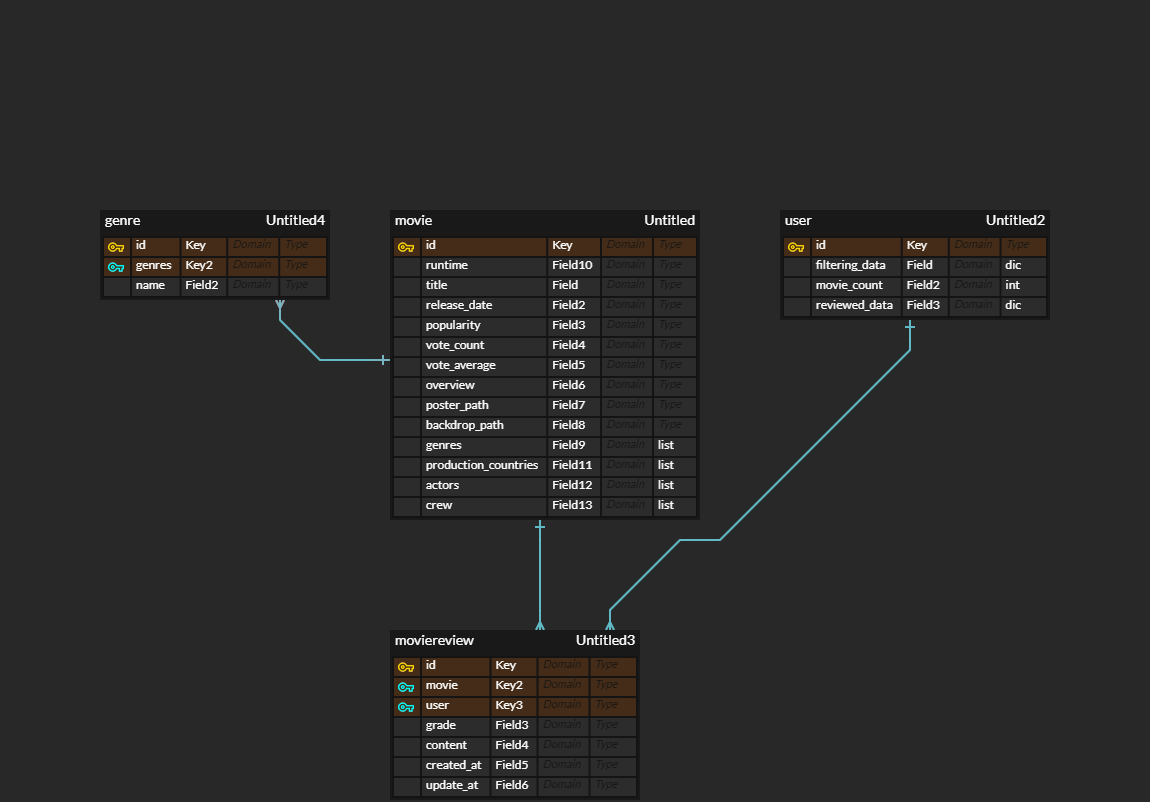 genre Untitled4
id Key Domain Type
genres Key2 Domain Type
name Field2 Domain Type
movie Untitled
id Key Domain Type
runtime Field10 Domain Type
title Field Domain Type
release_date Field2 Domain Type
popularity Field3 Domain Type
vote_count Field4 Domain Type
vote_average Field5 Domain Type
overview Field6 Domain Type
poster_path Field7 Domain Type
backdrop_path Field8 Domain Type
genres Field9 Domain list
production_countries Field11 Domain list
actors Field12 Domain list
crew Field13 Domain list
user Untitled2
id Key Domain Type
filtering_data Field Domain dic
movie_count Field2 Domain int
reviewed_data Field3 Domain dic
moviereview Untitled3
id Key Domain Type
movie Key2 Domain Type
user Key3 Domain Type
grade Field3 Domain Type
content Field4 Domain Type
created_at Field5 Domain Type
update_at Field6 Domain Type